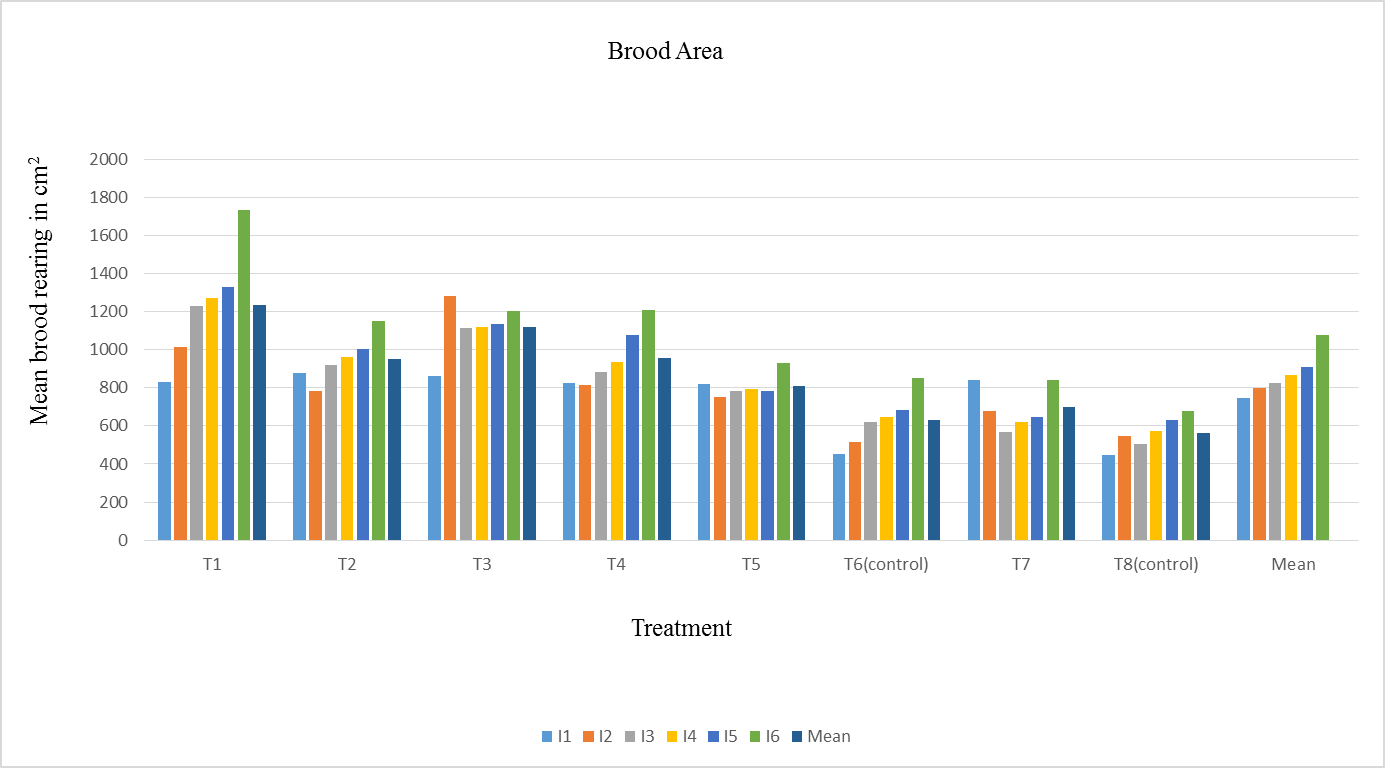 Brood Area
Mean brood rearing in cm²
2000
1800
1600
1400
1200
1000
800
600
400
200
0
T1 T2 T3 T4 T5 T6(control) T7 T8(control) Mean
Treatment
I1 I2 I3 I4 I5 I6 Mean